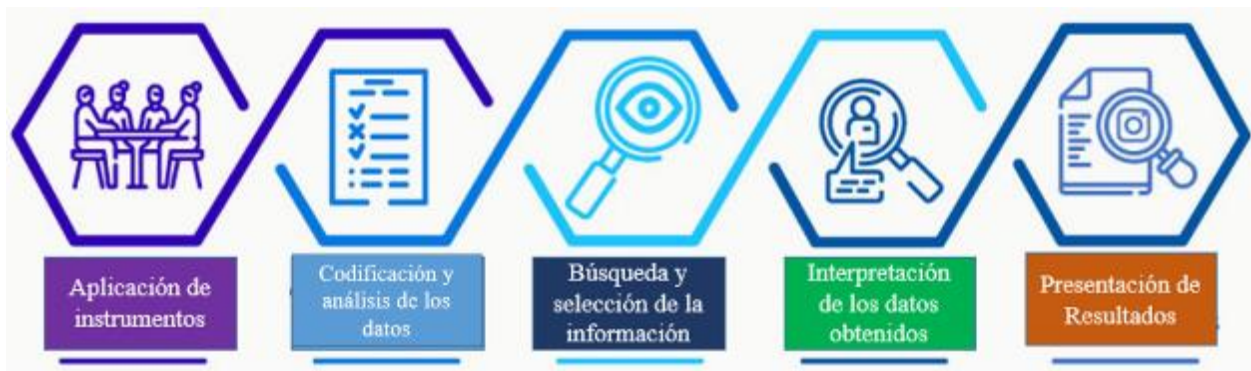 Aplicación de
instrumentos
Codificación y
análisis de los
datos
Búsqueda y
selección de la
información
Interpretación
de los datos
obtenidos
Presentación de
Resultados